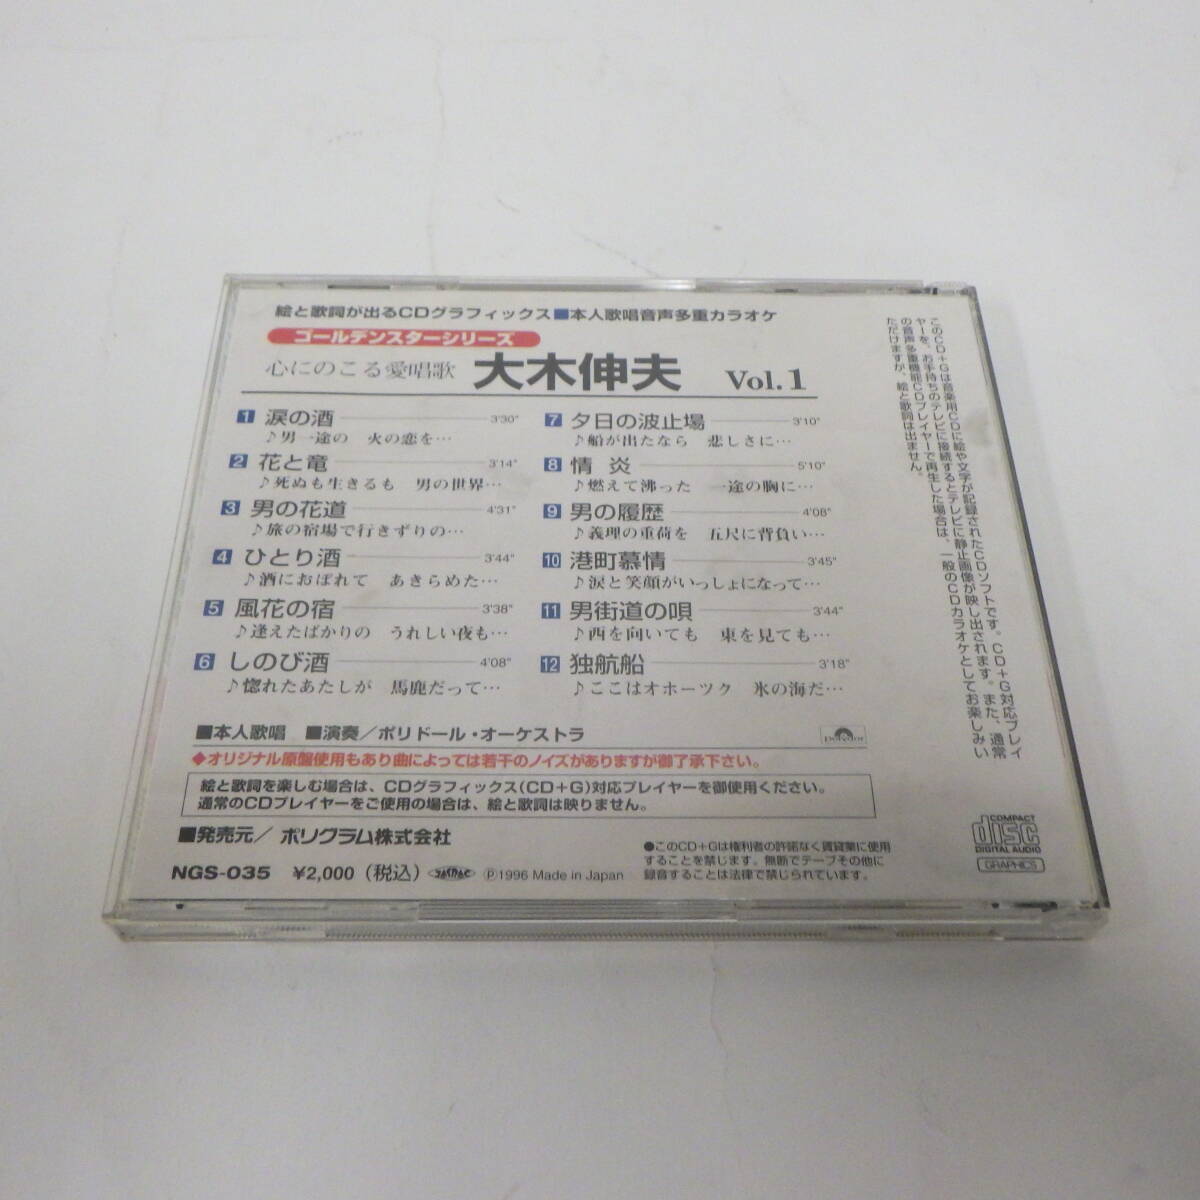 絵と歌詞が出るCDグラフィックス■本人歌唱音声多重カラオケ
ゴールデンスターシリーズ
心にのこる愛唱歌 大木伸夫 Vol.1
1 涙の酒 3'30"
♪男一途の 火の恋を…
2 花と竜 3'14"
♪死ぬも生きるも 男の世界…
3 男の花道 4'31"
♪旅の宿場で行きずりの…
4 ひとり酒 3'44"
♪酒におぼれて あきらめた…
5 風花の宿 3'38"
♪逢えたばかりの うれしい夜も…
6 しのび酒 4'08"
♪惚れたあたしが 馬鹿だって…
7 夕日の波止場 3'10"
♪船が出たなら 悲しさに…
8 情炎 5'10"
♪燃えて沸った 一途の胸に…
9 男の履歴 4'08"
♪義理の重荷を 五尺に背負い…
10 港町慕情 3'45"
♪涙と笑顔がいっしょになって…
11 男街道の唄 3'44"
♪西を向いても 東を見ても…
12 独航船 3'18"
♪ここはオホーツク 氷の海だ…
■本人歌唱 ■演奏／ポリドール・オーケストラ
polydor
◆オリジナル原盤使用もあり曲によっては若干のノイズがありますが御了承下さい。
絵と歌詞を楽しむ場合は、CDグラフィックス(CD+G)対応プレイヤーを御使用ください。
通常のCDプレイヤーをご使用の場合は、絵と歌詞は映りません。
■発売元／ポリグラム株式会社
NGS-035 ¥2,000（税込） JASRAC Ⓟ1996 Made in Japan
●このCD+Gは権利者の許諾なく賃貸業に使用
することを禁じます。無断でテープその他に
録音することは法律で禁じられています。
このCD+Gは音楽用CDに絵や文字が記録されたCDソフトです。CD+G対応プレイ
ヤーを、お手持ちのテレビに接続するとテレビに静止画像が映し出されます。また、通常
の音声多重機能CDプレイヤーで再生した場合は、一般のCDカラオケとしてお楽しみい
ただけますが、絵と歌詞は出ません。
COMPACT
disc
DIGITAL AUDIO
GRAPHICS